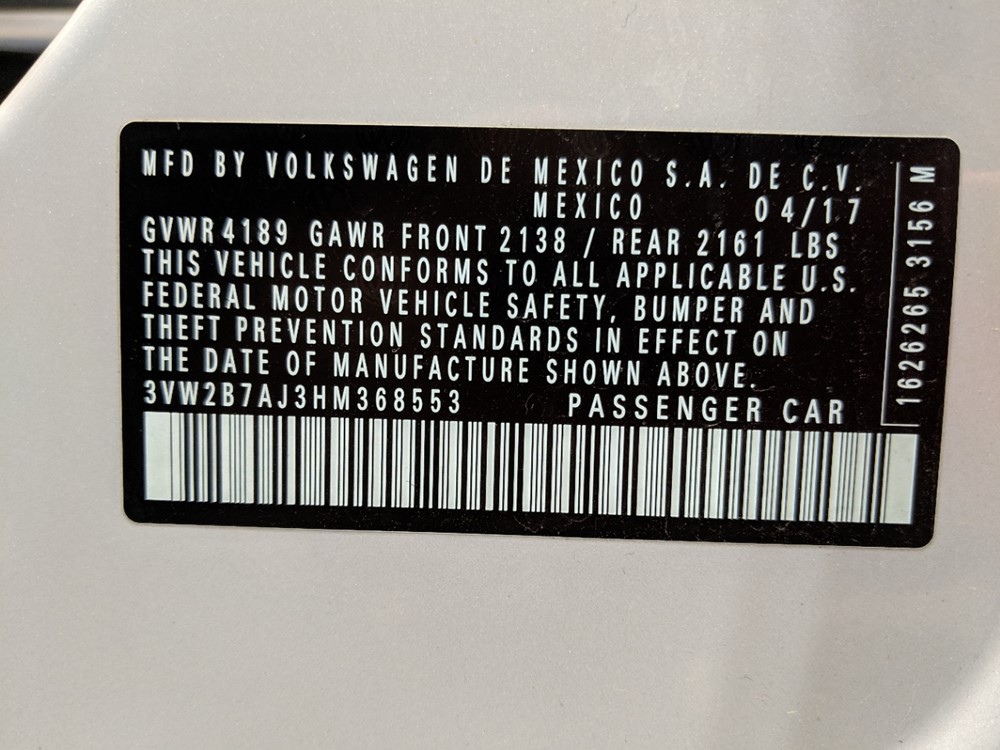 MFD BY VOLKSWAGEN DE MEXICO S.A. DE C.V.
MEXICO 04/17
GVWR 4189 GAWR FRONT 2138 / REAR 2161 LBS
THIS VEHICLE CONFORMS TO ALL APPLICABLE U.S.
FEDERAL MOTOR VEHICLE SAFETY, BUMPER AND
THEFT PREVENTION STANDARDS IN EFFECT ON
THE DATE OF MANUFACTURE SHOWN ABOVE.
3VW2B7AJ3HM368553 PASSENGER CAR
1626265 3156 M